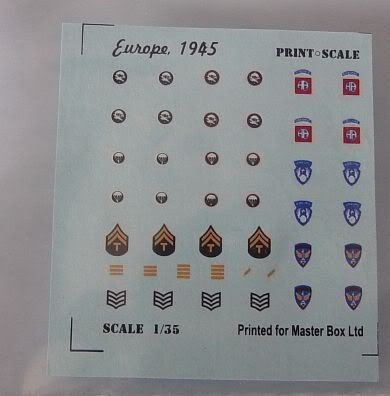 Europe, 1945
PRINT SCALE
SCALE 1/35
Printed for Master Box Ltd